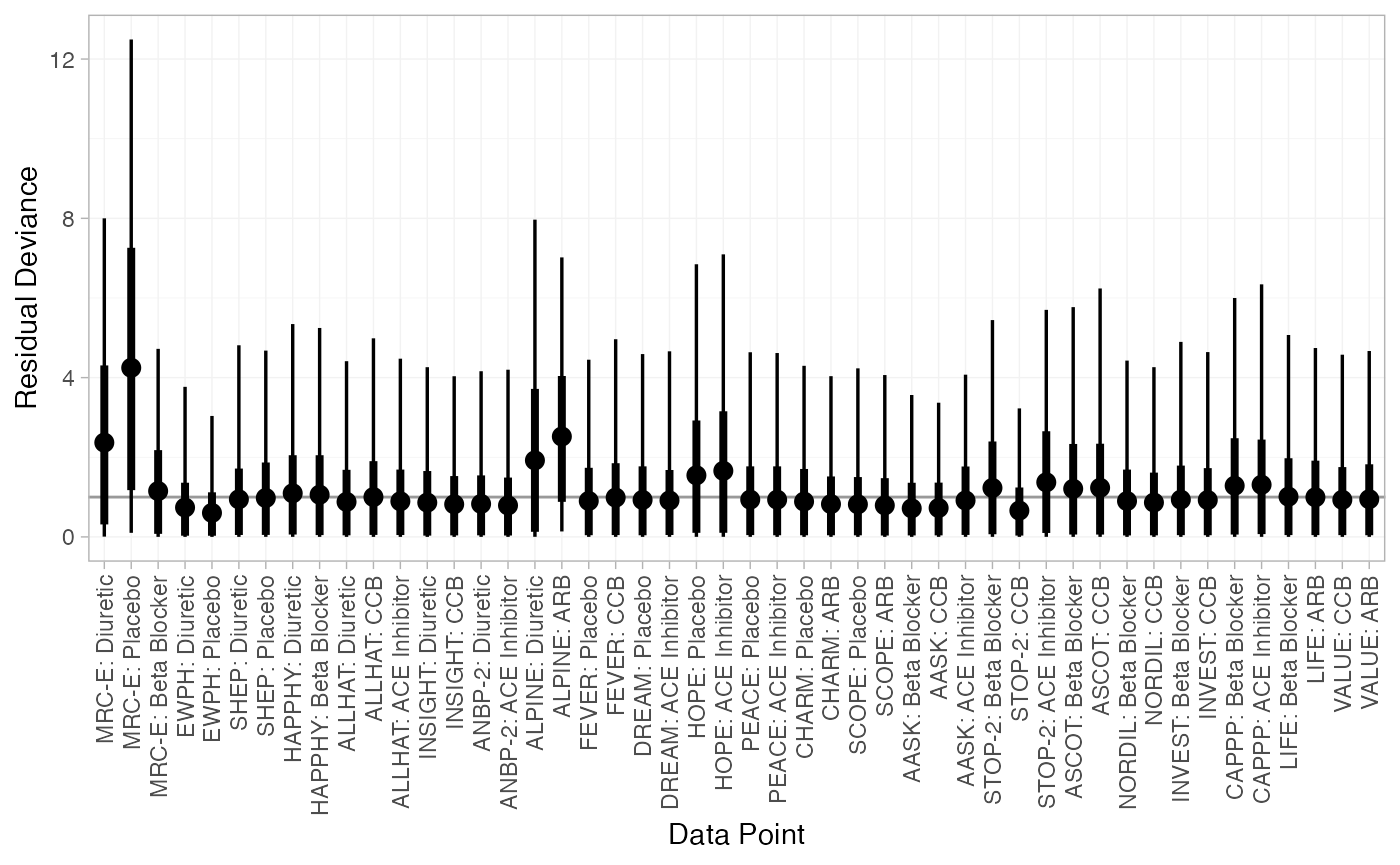 Residual Deviance
12
8
4
0
MRC-E: Diuretic
MRC-E: Placebo
MRC-E: Beta Blocker
EWPH: Diuretic
EWPH: Placebo
SHEP: Diuretic
SHEP: Placebo
HAPPHY: Diuretic
HAPPHY: Beta Blocker
ALLHAT: Diuretic
ALLHAT: CCB
ALLHAT: ACE Inhibitor
INSIGHT: Diuretic
INSIGHT: CCB
ANBP-2: Diuretic
ANBP-2: ACE Inhibitor
ALPINE: Diuretic
ALPINE: ARB
FEVER: Placebo
FEVER: CCB
DREAM: Placebo
DREAM: ACE Inhibitor
HOPE: Placebo
HOPE: ACE Inhibitor
PEACE: Placebo
PEACE: ACE Inhibitor
CHARM: Placebo
CHARM: ARB
SCOPE: Placebo
SCOPE: ARB
AASK: Beta Blocker
AASK: CCB
AASK: ACE Inhibitor
STOP-2: Beta Blocker
STOP-2: CCB
STOP-2: ACE Inhibitor
ASCOT: Beta Blocker
ASCOT: CCB
NORDIL: Beta Blocker
NORDIL: CCB
INVEST: Beta Blocker
INVEST: CCB
CAPPP: Beta Blocker
CAPPP: ACE Inhibitor
LIFE: Beta Blocker
LIFE: ARB
VALUE: CCB
VALUE: ARB
Data Point